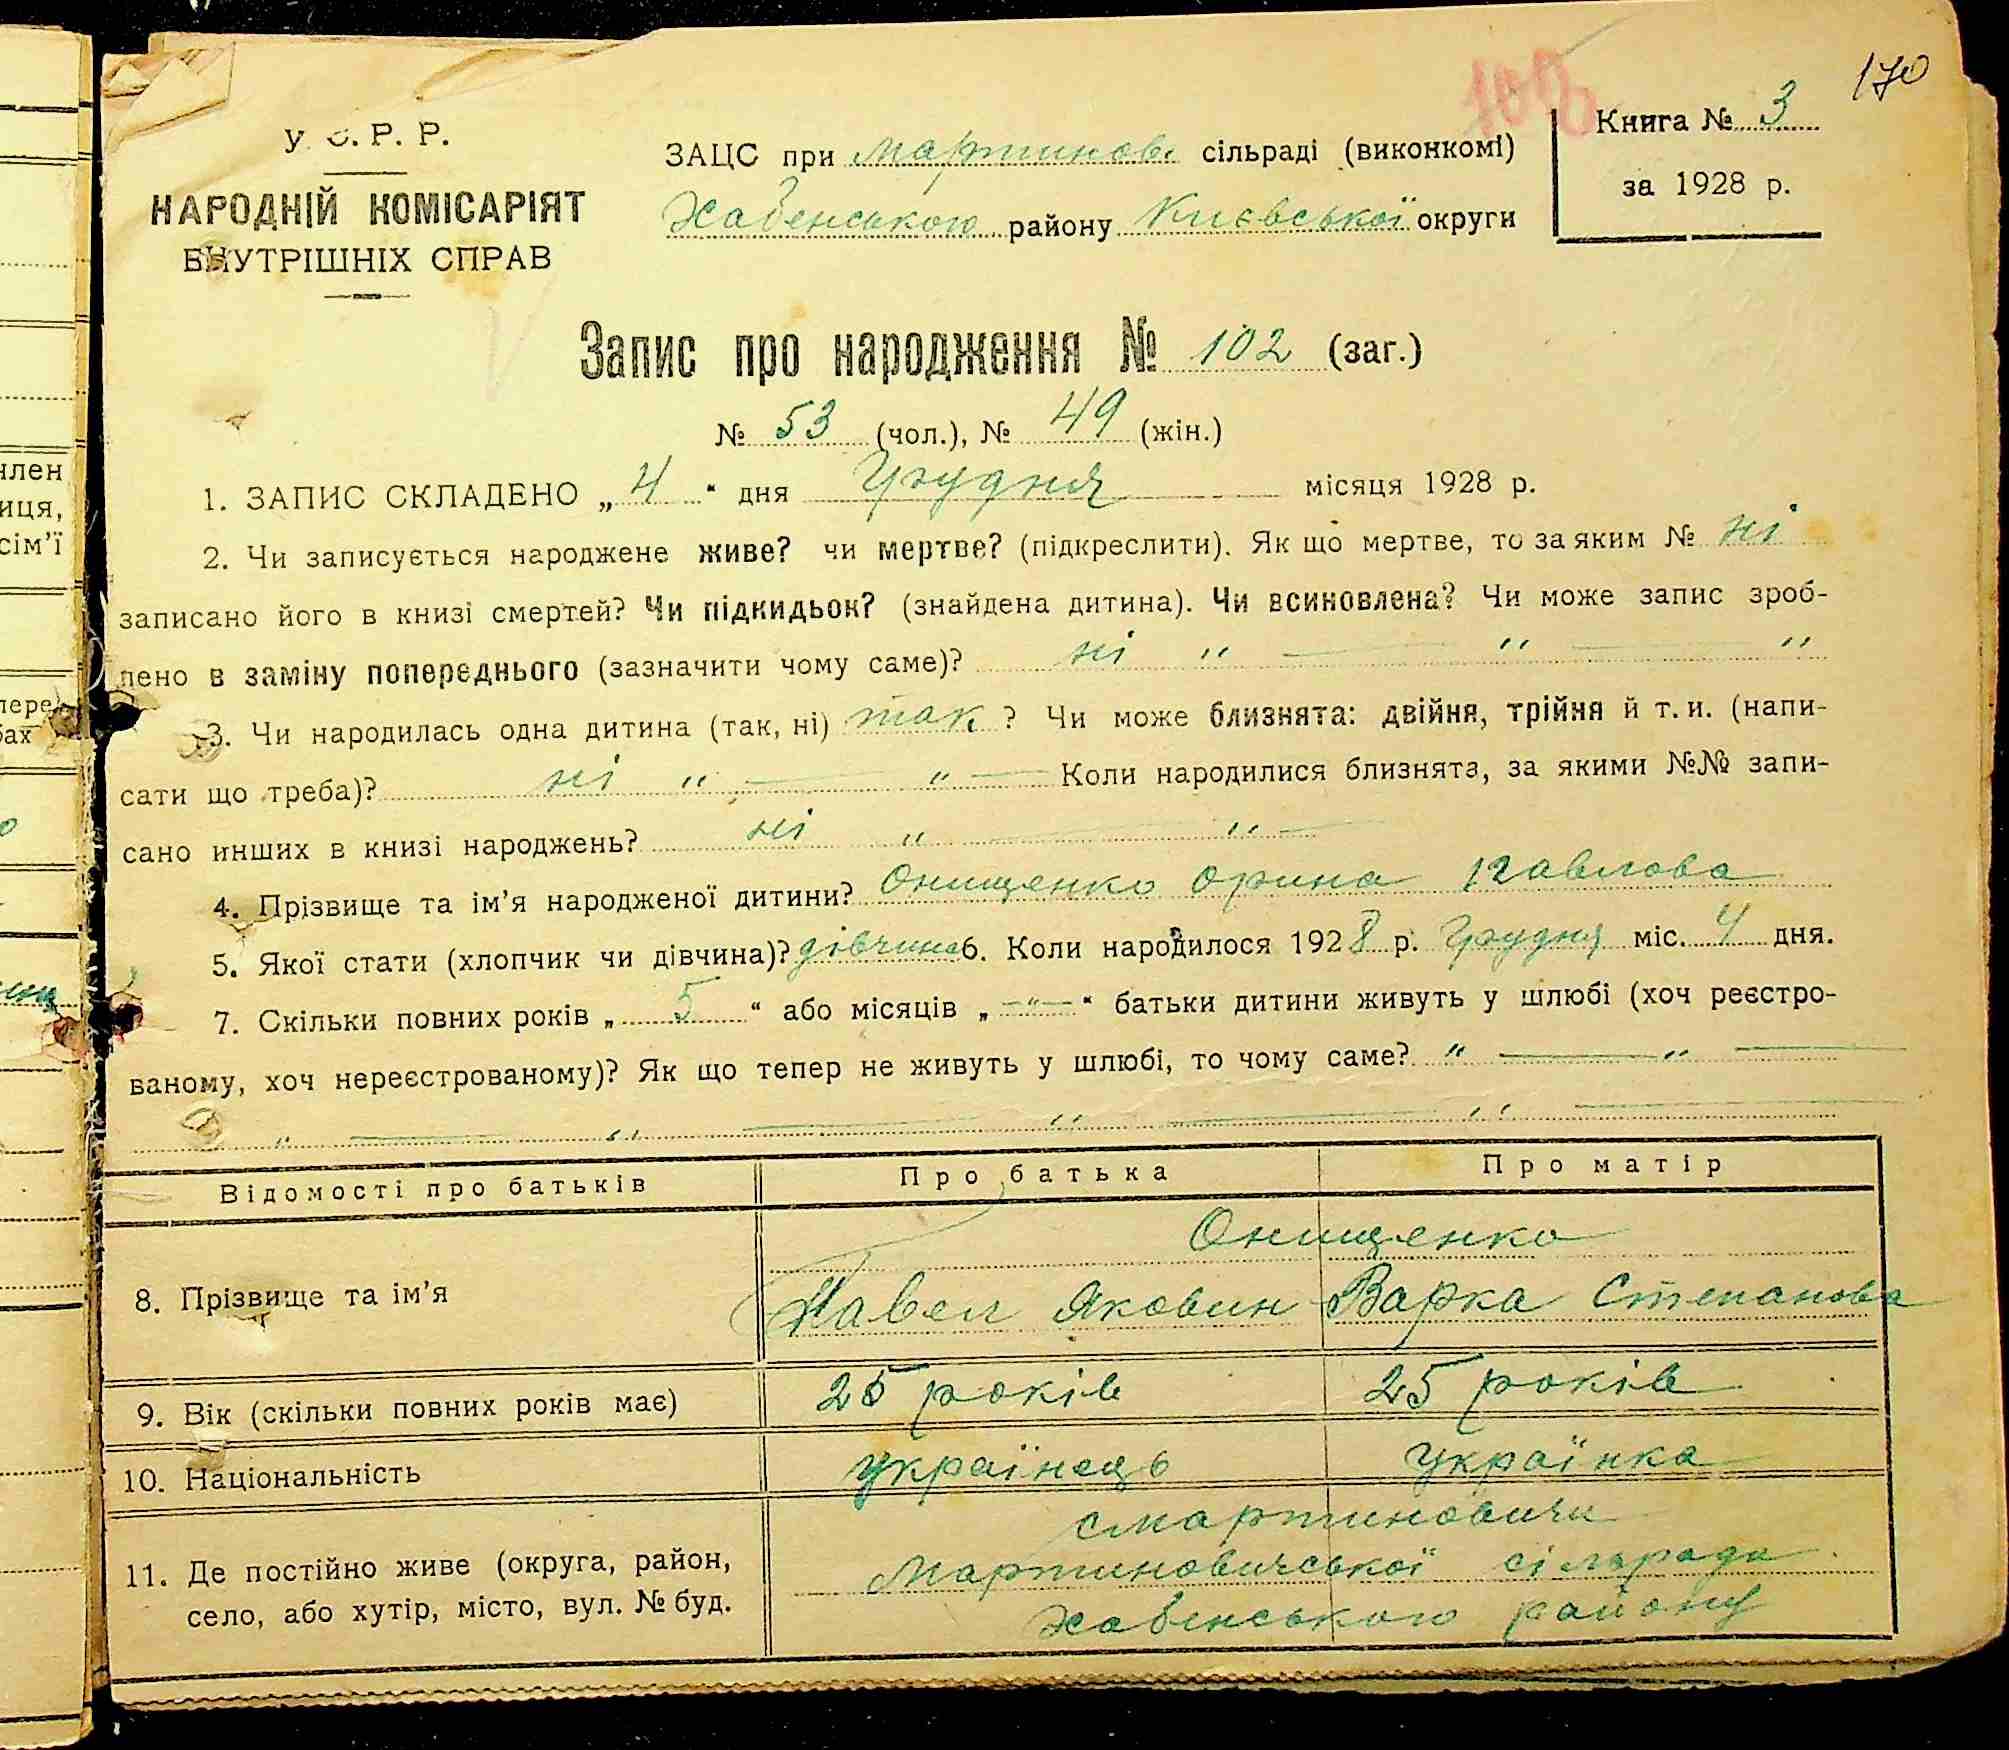 170
106
У. С. Р. Р.
НАРОДНІЙ КОМІСАРІЯТ
ВНУТРІШНІХ СПРАВ
ЗАЦС при Мартинов. сільраді (виконкомі)
Хабенського району Київської округи
Книга № 3
за 1928 р.
Запис про народження № 102 (заг.)
№ 53 (чол.), № 49 (жін.)
1. ЗАПИС СКЛАДЕНО „ 4 “ дня Грудня місяця 1928 р.
2. Чи записується народжене живе? чи мертве? (підкреслити). Як що мертве, то за яким № ні
записано його в книзі смертей? Чи підкидьок? (знайдена дитина). Чи всиновлена? Чи може запис зроб-
лено в заміну попереднього (зазначити чому саме)? ні " — " — "
3. Чи народилась одна дитина (так, ні) так ? Чи може близнята: двійня, трійня й т. и. (напи-
сати що треба)? ні " — " — Коли народилися близнята, за якими №№ запи-
сано инших в книзі народжень? ні " — " —
4. Прізвище та ім’я народженої дитини? Онищенко Орина Павлова
5. Якої стати (хлопчик чи дівчина)? дівчина 6. Коли народилося 1928 р. Грудня міс. 4 дня.
7. Скільки повних років „ 5 “ або місяців „ —"— “ батьки дитини живуть у шлюбі (хоч реєстро-
ваному, хоч нереєстрованому)? Як що тепер не живуть у шлюбі, то чому саме? " — " —
" — " — " — " —
Відомості про батьків Про батька Про матір
Онищенко
8. Прізвище та ім’я Павел Яковин Варка Степанова
9. Вік (скільки повних років має) 25 років 25 років
10. Національність українець українка
с мартиновичи
11. Де постійно живе (округа, район, Мартиновичської сільради
село, або хутір, місто, вул. № буд. Хабенського району
член
иця,
сім’ї
пере
бах